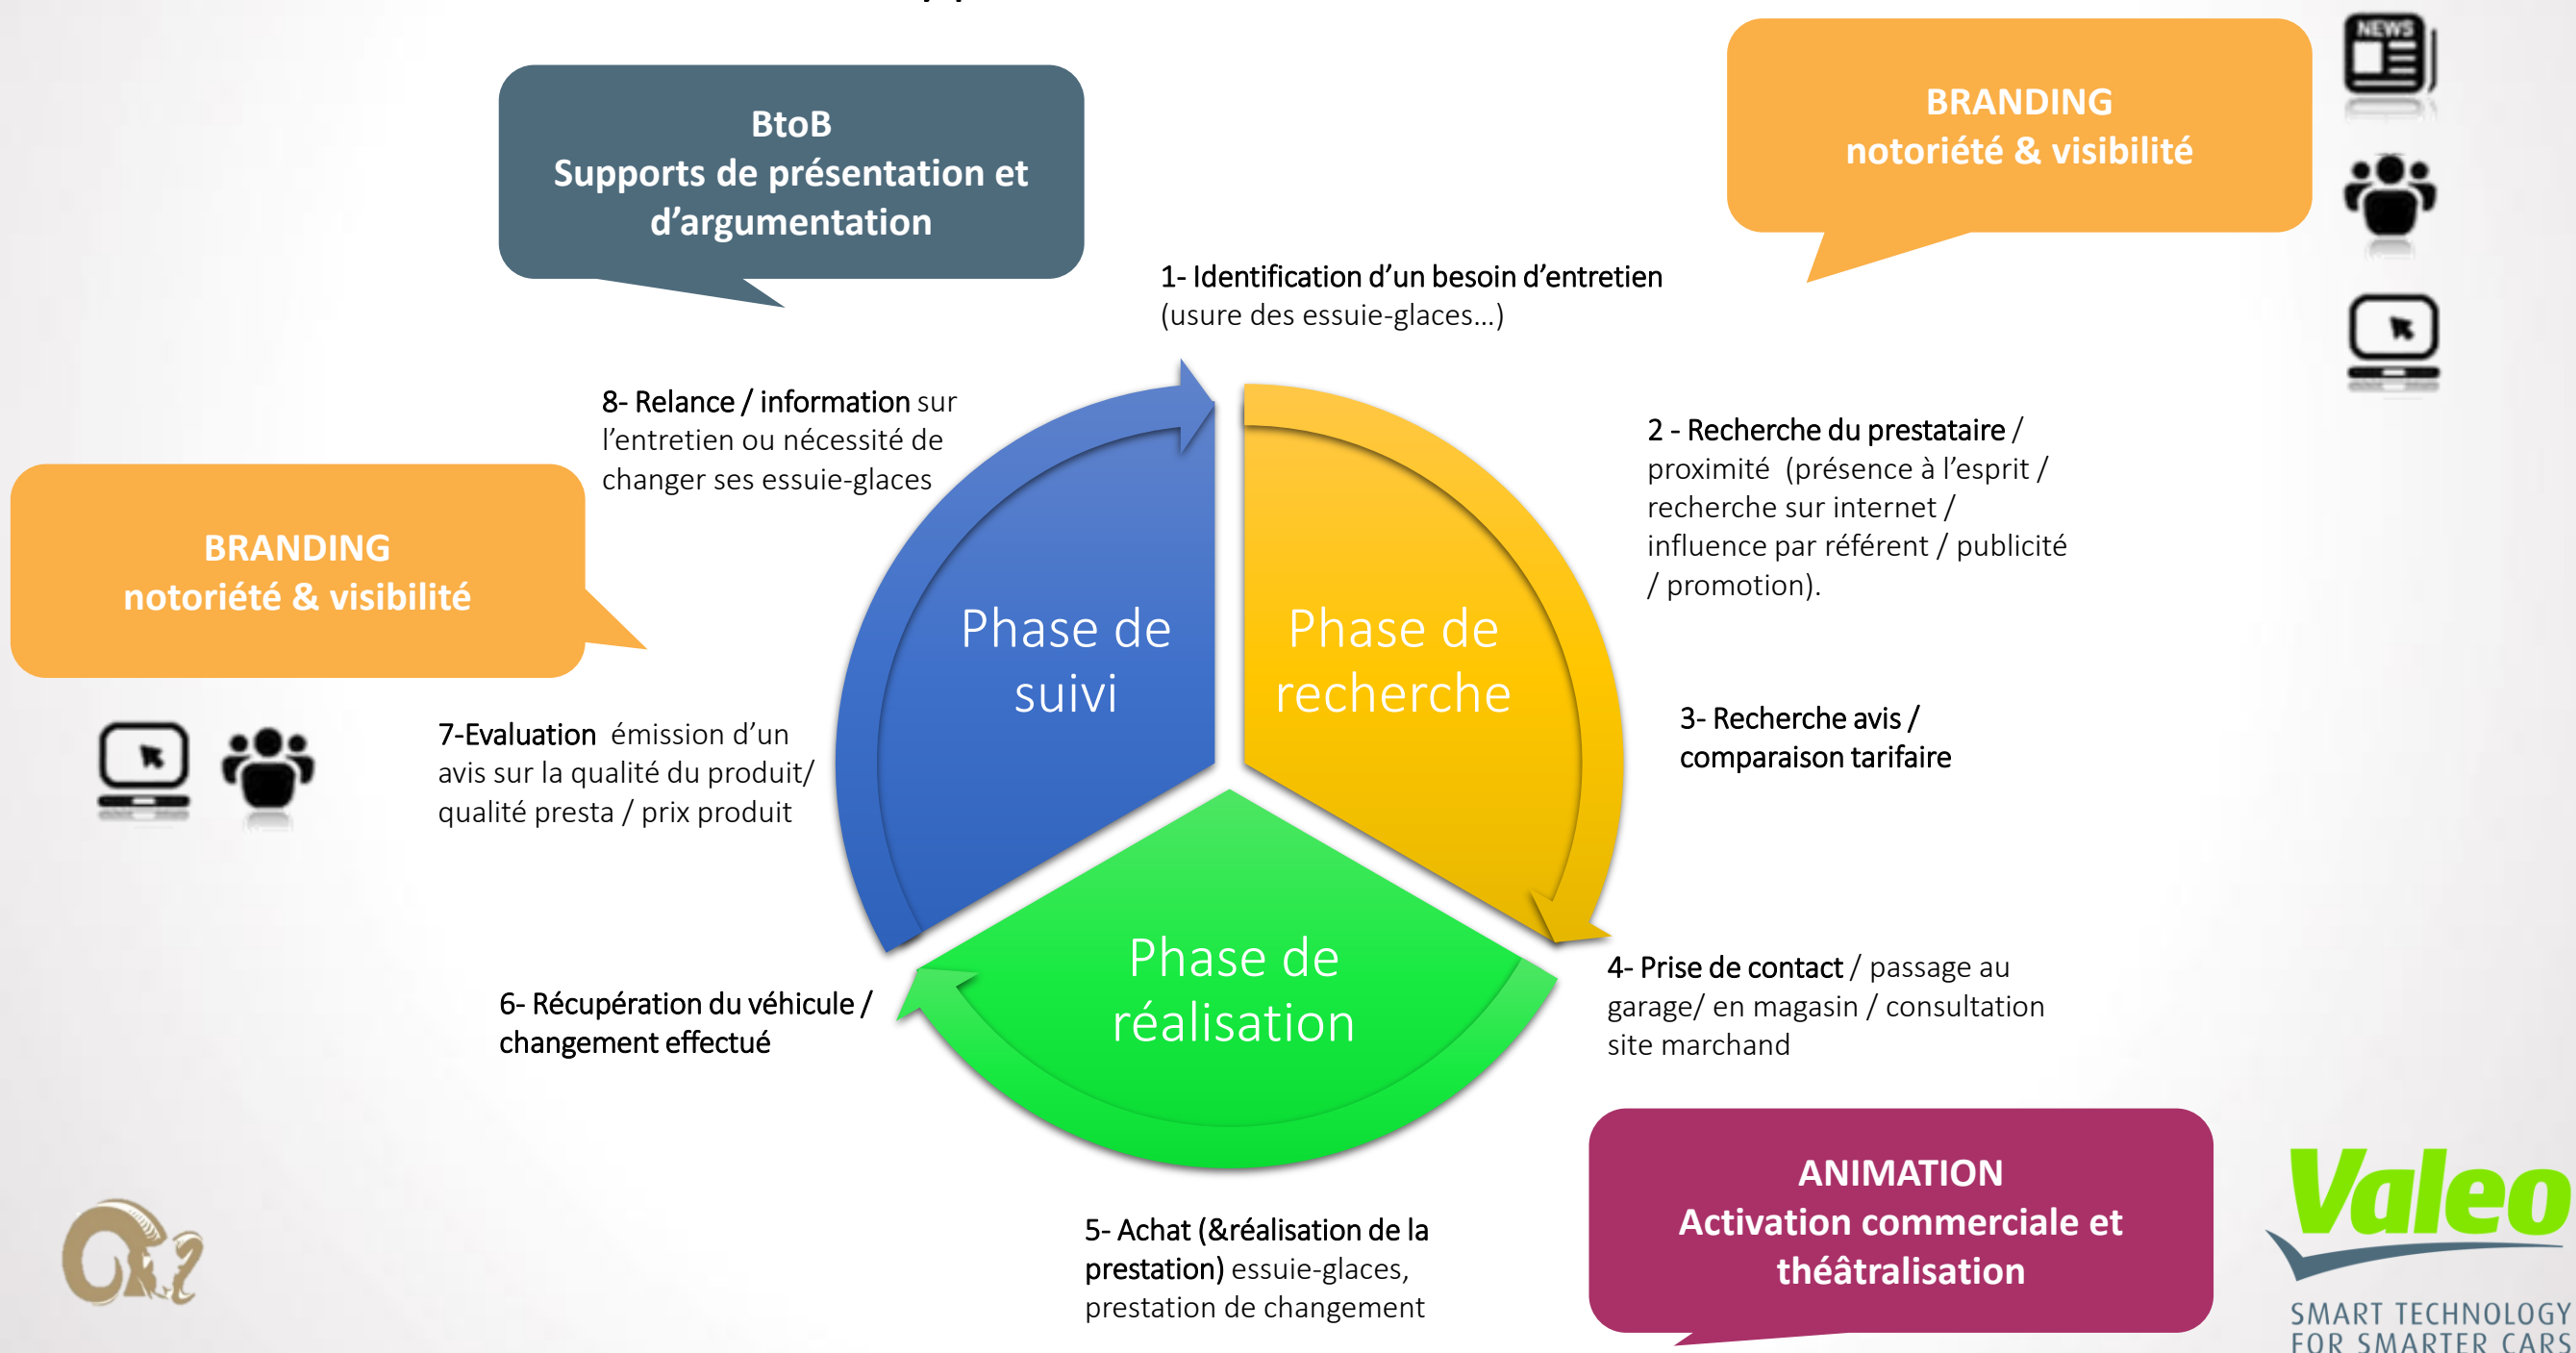 NEWS
BtoB
Supports de présentation et
d’argumentation
BRANDING
notoriété & visibilité
1- Identification d’un besoin d’entretien
(usure des essuie-glaces...)
2 - Recherche du prestataire /
proximité (présence à l’esprit /
recherche sur internet /
influence par référent / publicité
/ promotion).
3- Recherche avis /
comparaison tarifaire
4- Prise de contact / passage au
garage/ en magasin / consultation
site marchand
ANIMATION
Activation commerciale et
théâtralisation
5- Achat (&réalisation de la
prestation) essuie-glaces,
prestation de changement
6- Récupération du véhicule /
changement effectué
7-Evaluation émission d’un
avis sur la qualité du produit/
qualité presta / prix produit
BRANDING
notoriété & visibilité
8- Relance / information sur
l’entretien ou nécessité de
changer ses essuie-glaces
Phase de
suivi
Phase de
recherche
Phase de
réalisation
Valeo
SMART TECHNOLOGY
FOR SMARTER CARS